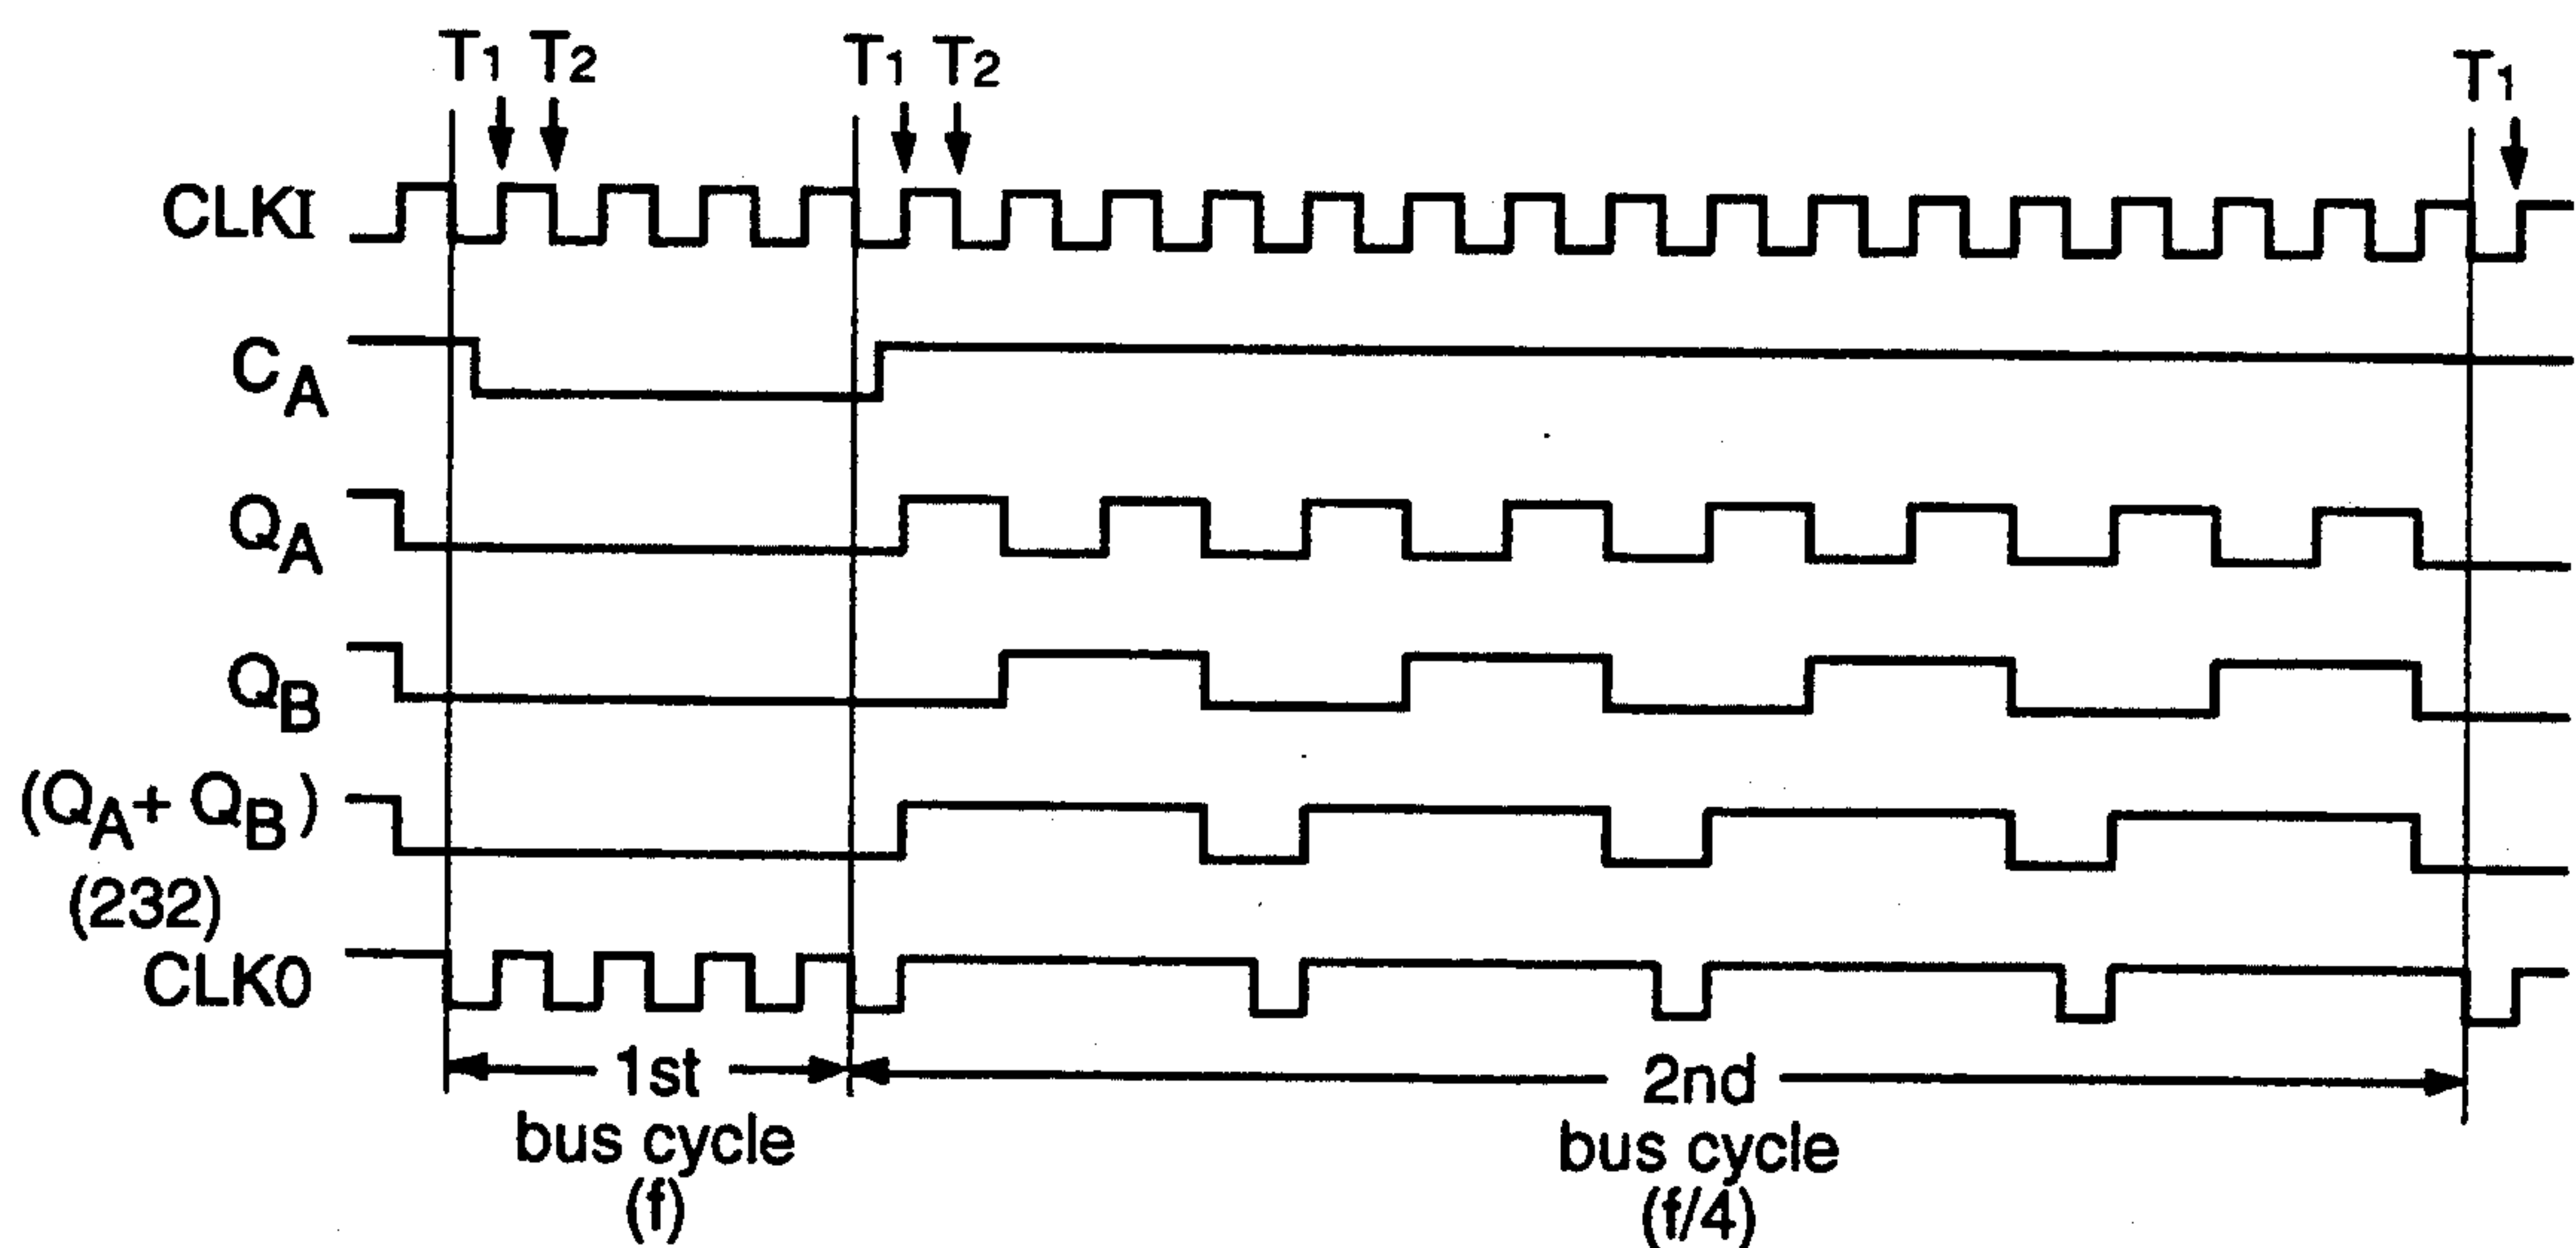 T1 T2 T1 T2 T1
CLKI
CA
QA
QB
(QA+ QB)
(232)
CLK0
1st
bus cycle
(f)
2nd
bus cycle
(f/4)